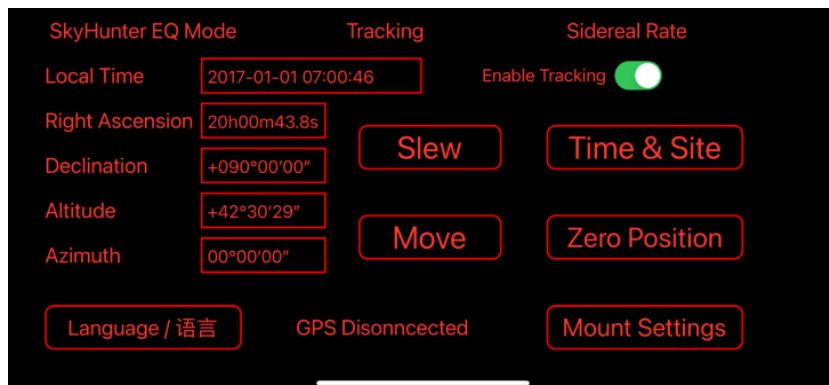 SkyHunter EQ Mode Tracking Sidereal Rate
Local Time 2017-01-01 07:00:46 Enable Tracking
Right Ascension 20h00m43.8s
Slew Time & Site
Declination +090°00′00″
Altitude +42°30′29″
Move Zero Position
Azimuth 00°00′00″
Language / 语言 GPS Disonncected Mount Settings